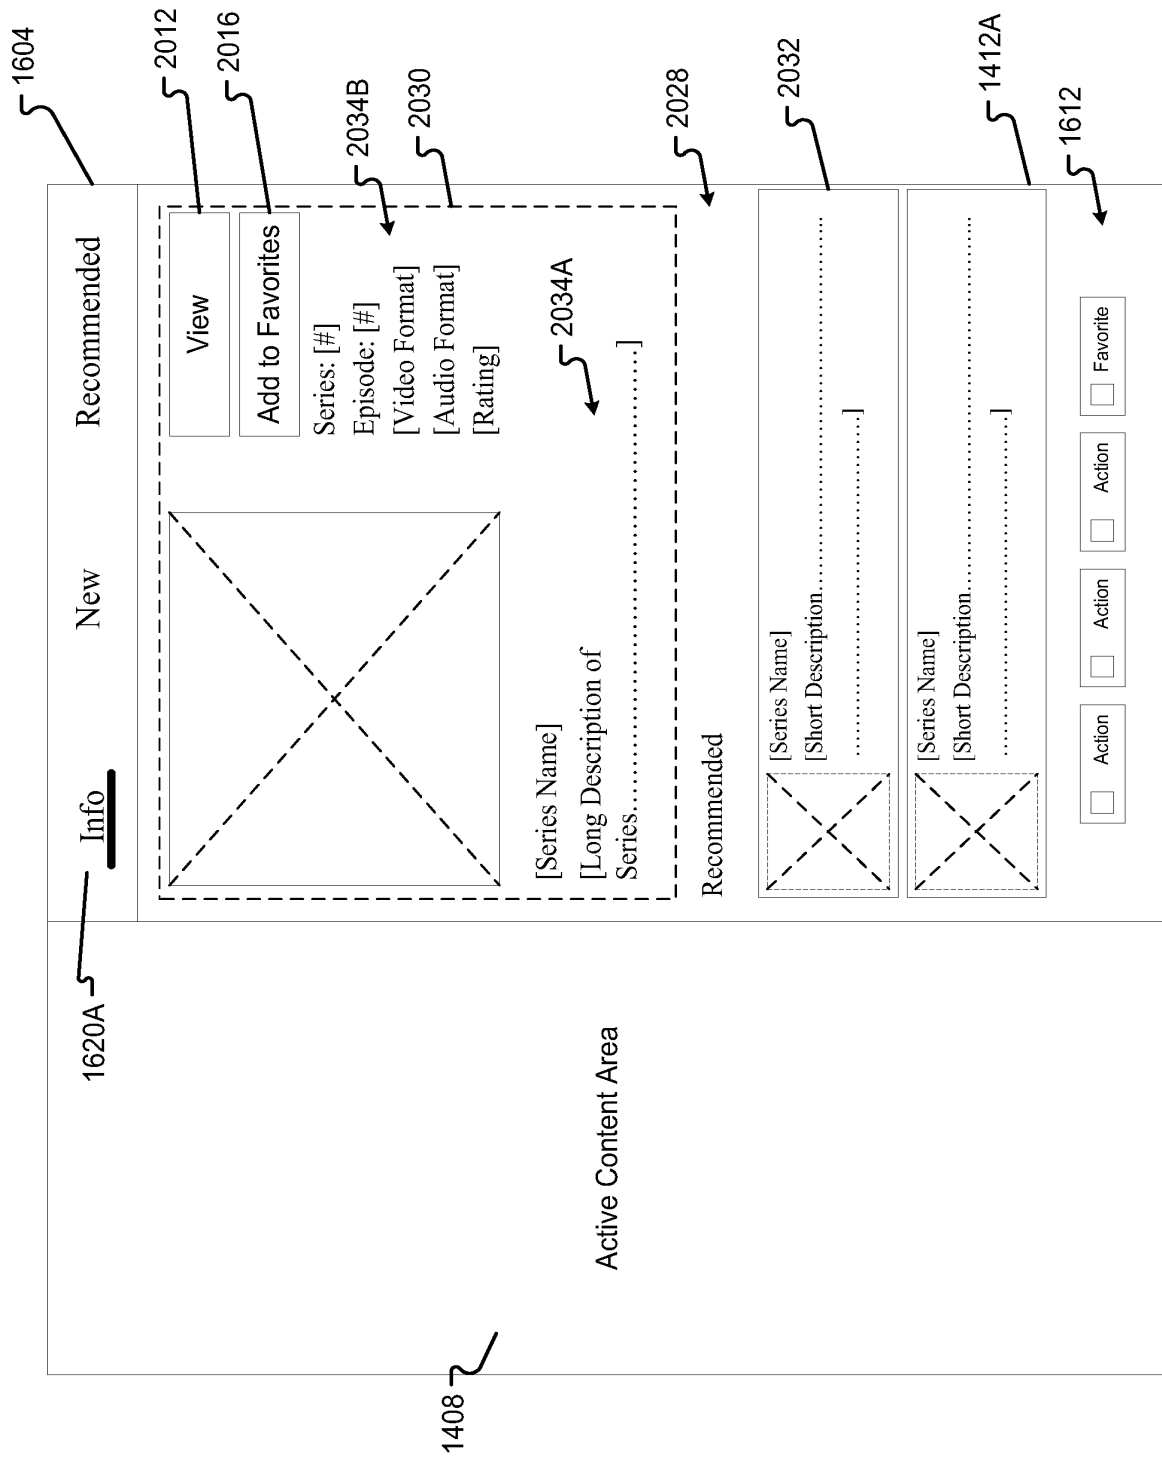 1604
1620A
Info
New
Recommended
2012
View
2016
Add to Favorites
Series: [#]
Episode: [#]
[Video Format]
[Audio Format]
[Rating]
2034B
2030
[Series Name]
[Long Description of
Series..................................................]
2034A
2028
Recommended
2032
[Series Name]
[Short Description......................................................
..................................................]
1412A
[Series Name]
[Short Description......................................................
..................................................]
1612
Action
Action
Action
Favorite
Active Content Area
1408